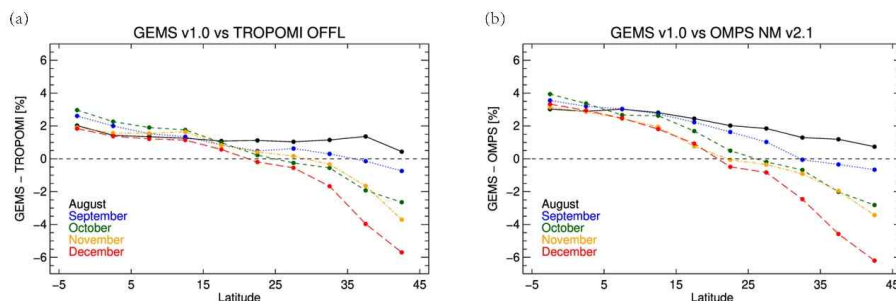 (a)
GEMS v1.0 vs TROPOMI OFFL
GEMS - TROPOMI [%]
6
4
2
0
-2
-4
-6
August
September
October
November
December
-5
5
15
25
35
45
Latitude
(b)
GEMS v1.0 vs OMPS NM v2.1
GEMS - OMPS [%]
6
4
2
0
-2
-4
-6
August
September
October
November
December
-5
5
15
25
35
45
Latitude